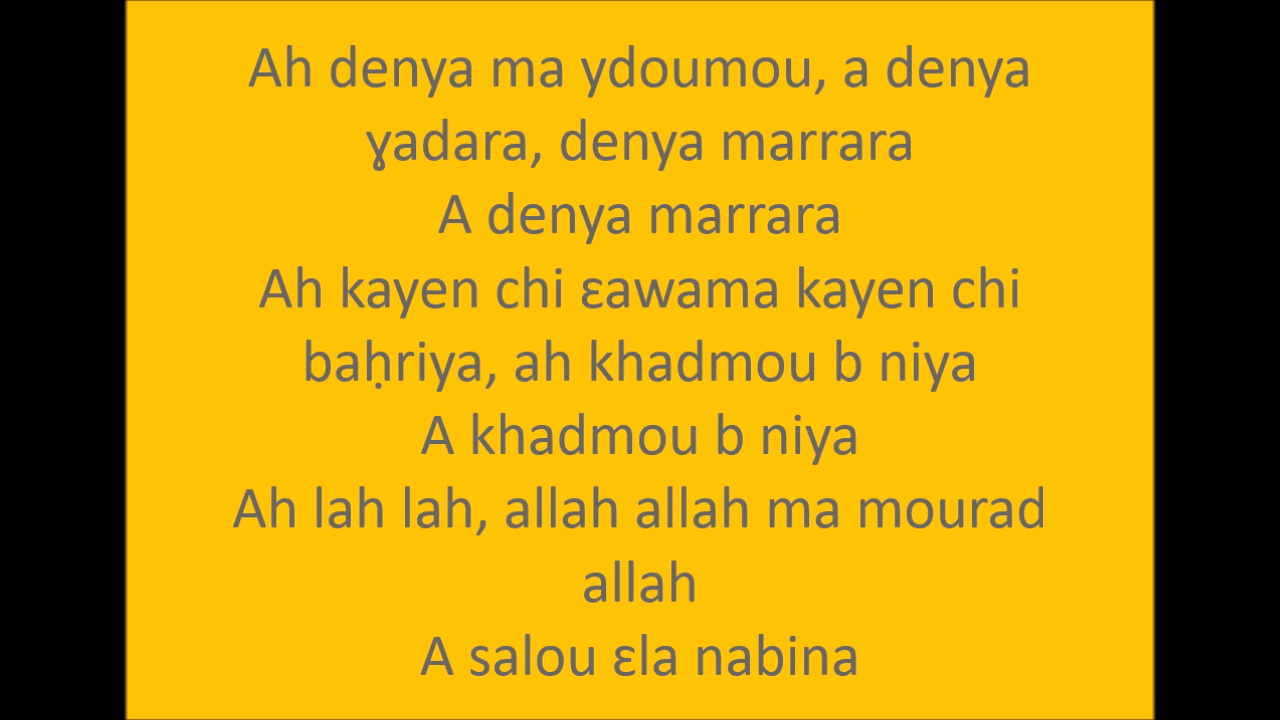 Ah denya ma ydoumou, a denya
ɣadara, denya marrara
A denya marrara
Ah kayen chi ɛawama kayen chi
baḥriya, ah khadmou b niya
A khadmou b niya
Ah lah lah, allah allah ma mourad
allah
A salou ɛla nabina